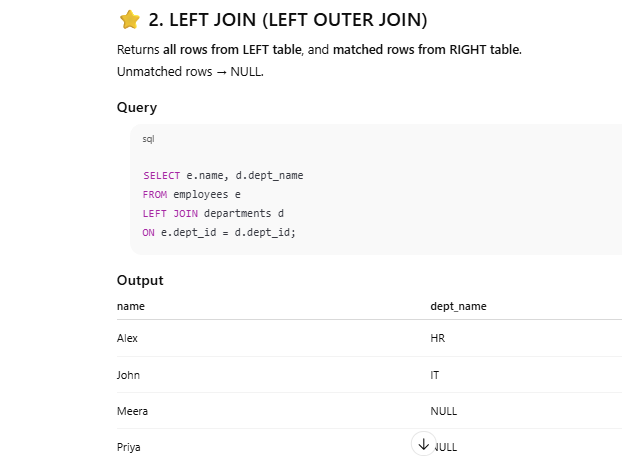 ⭐ 2. LEFT JOIN (LEFT OUTER JOIN)
Returns all rows from LEFT table, and matched rows from RIGHT table.
Unmatched rows → NULL.
Query
sql
SELECT e.name, d.dept_name
FROM employees e
LEFT JOIN departments d
ON e.dept_id = d.dept_id;
Output
name dept_name
Alex HR
John IT
Meera NULL
Priya NULL